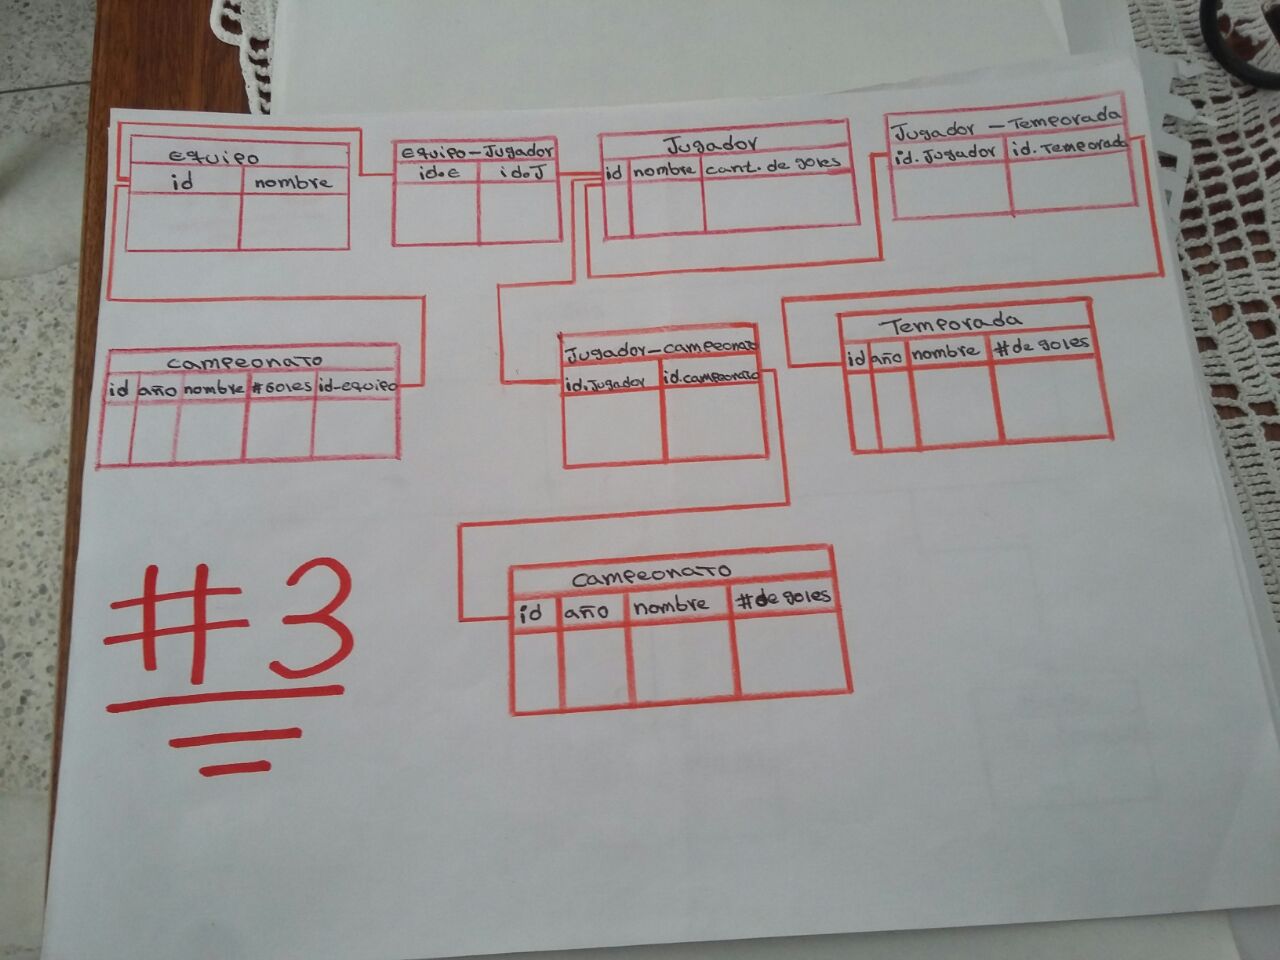 Equipo
id nombre
Equipo-Jugador
id.E id.J
Jugador
id nombre cant. de goles
Jugador - Temporada
id.Jugador id.Temporada
campeonato
id año nombre #Goles id-equipo
Jugador-campeonato
id.Jugador id.campeonato
Temporada
id año nombre # de goles
campeonato
id año nombre # de goles
#3